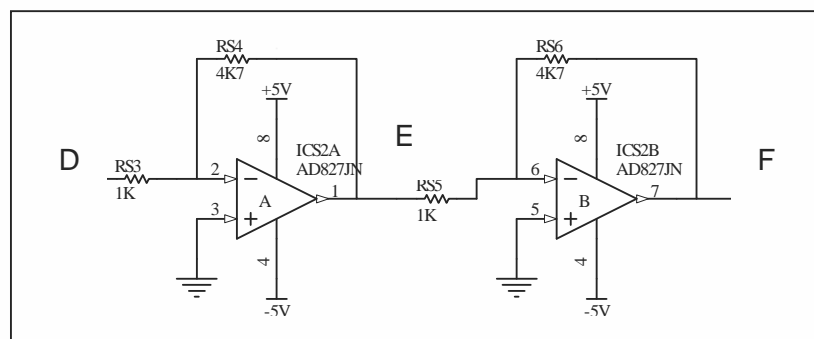 RS4
4K7
+5V
8
ICS2A
AD827JN
D
RS3
1K
2
3
A
1
4
-5V
E
RS5
1K
RS6
4K7
+5V
8
ICS2B
AD827JN
6
5
B
7
4
-5V
F